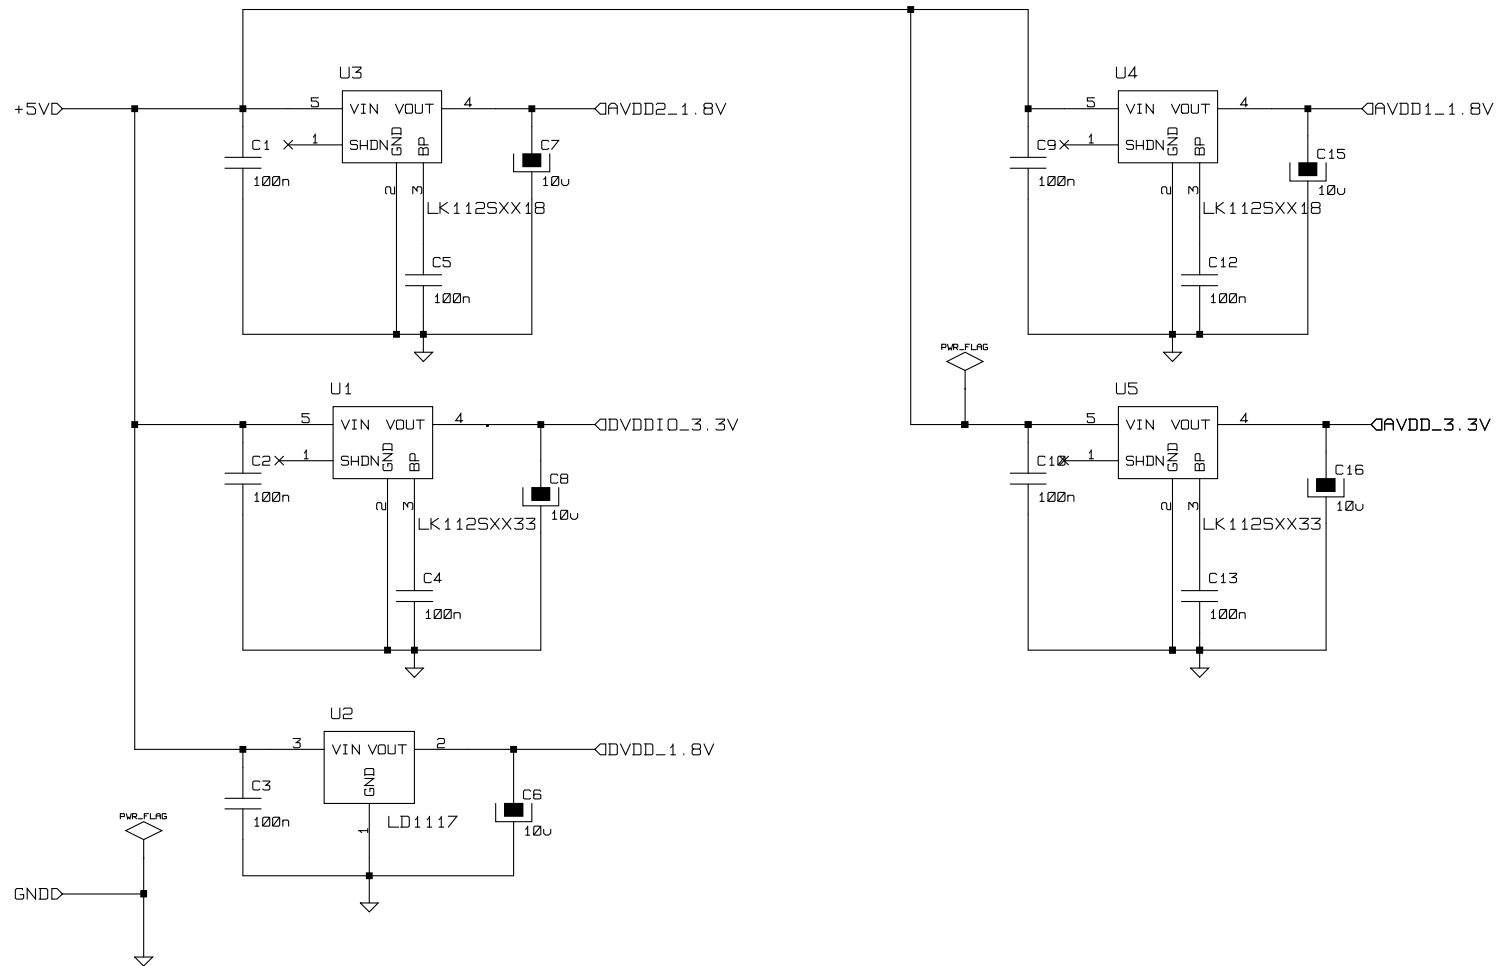 U3
U4
+5V
5
VIN VOUT
4
AVDD2_1.8V
5
VIN VOUT
4
AVDD1_1.8V
C1
1
SHDN
GND
BP
C7
C9
1
SHDN
GND
BP
C15
100n
10u
100n
10u
2
3
2
3
LK112SXX18
LK112SXX18
C5
C12
100n
100n
PWR_FLAG
U1
U5
5
VIN VOUT
4
DVDDIO_3.3V
5
VIN VOUT
4
AVDD_3.3V
C2
1
SHDN
GND
BP
C8
C10
1
SHDN
GND
BP
C16
100n
10u
100n
10u
2
3
2
3
LK112SXX33
LK112SXX33
C4
C13
100n
100n
U2
3
VIN VOUT
2
DVDD_1.8V
C3
GND
C6
100n
1
LD1117
10u
PWR_FLAG
GND